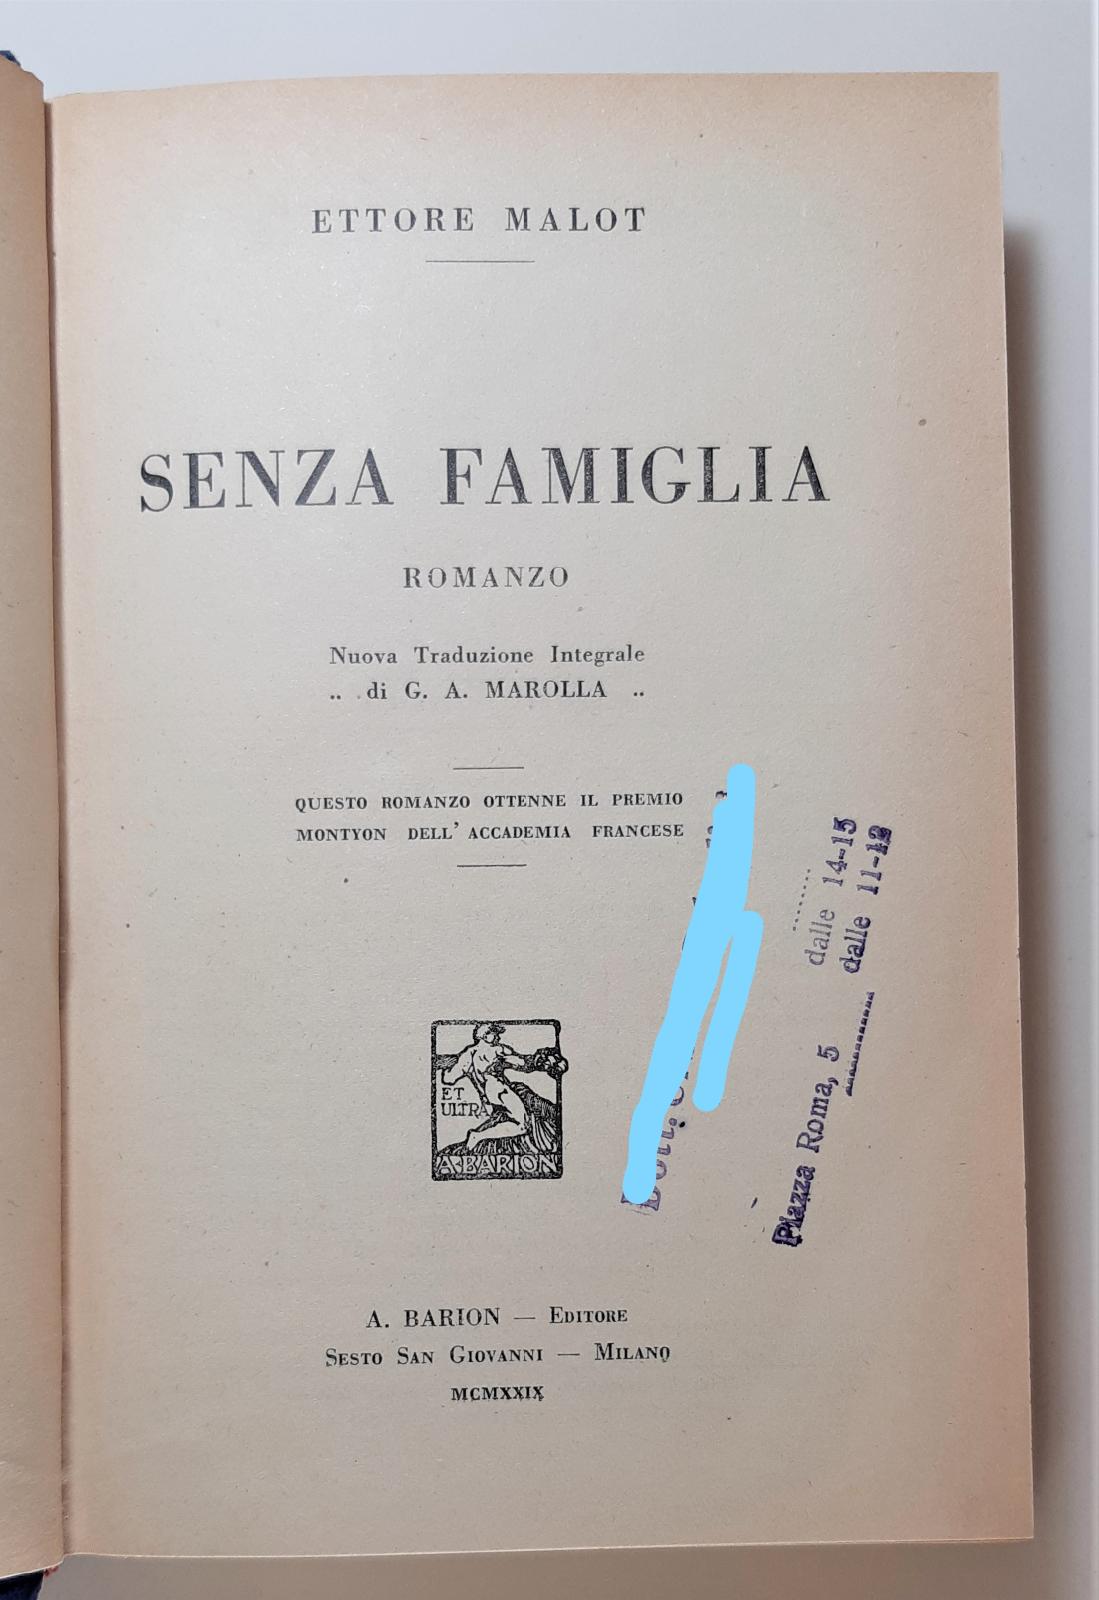 ETTORE MALOT
SENZA FAMIGLIA
ROMANZO
Nuova Traduzione Integrale
.. di G. A. MAROLLA ..
QUESTO ROMANZO OTTENNE IL PREMIO
MONTYON DELL' ACCADEMIA FRANCESE
ET
ULTRA
A·BARION
A. BARION — EDITORE
SESTO SAN GIOVANNI — MILANO
MCMXXIX
Piazza Roma, 5
dalle 14-15
dalle 11-12